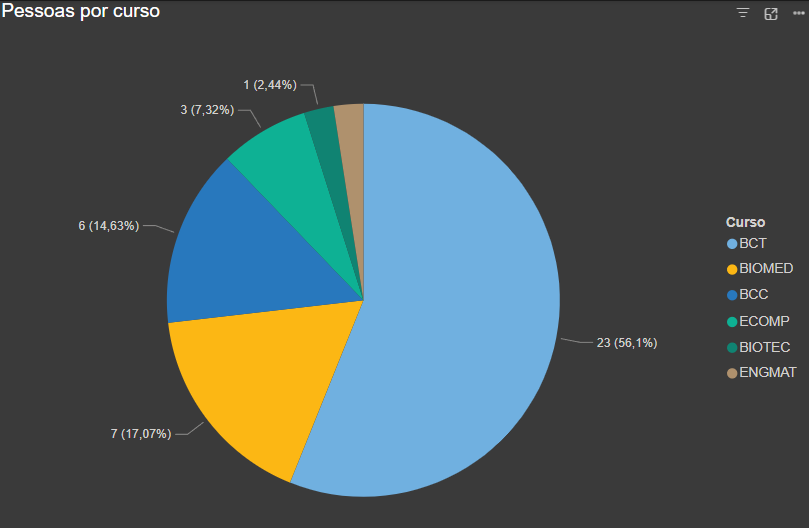 Pessoas por curso
1 (2,44%)
3 (7,32%)
6 (14,63%)
7 (17,07%)
23 (56,1%)
Curso
BCT
BIOMED
BCC
ECOMP
BIOTEC
ENGMAT